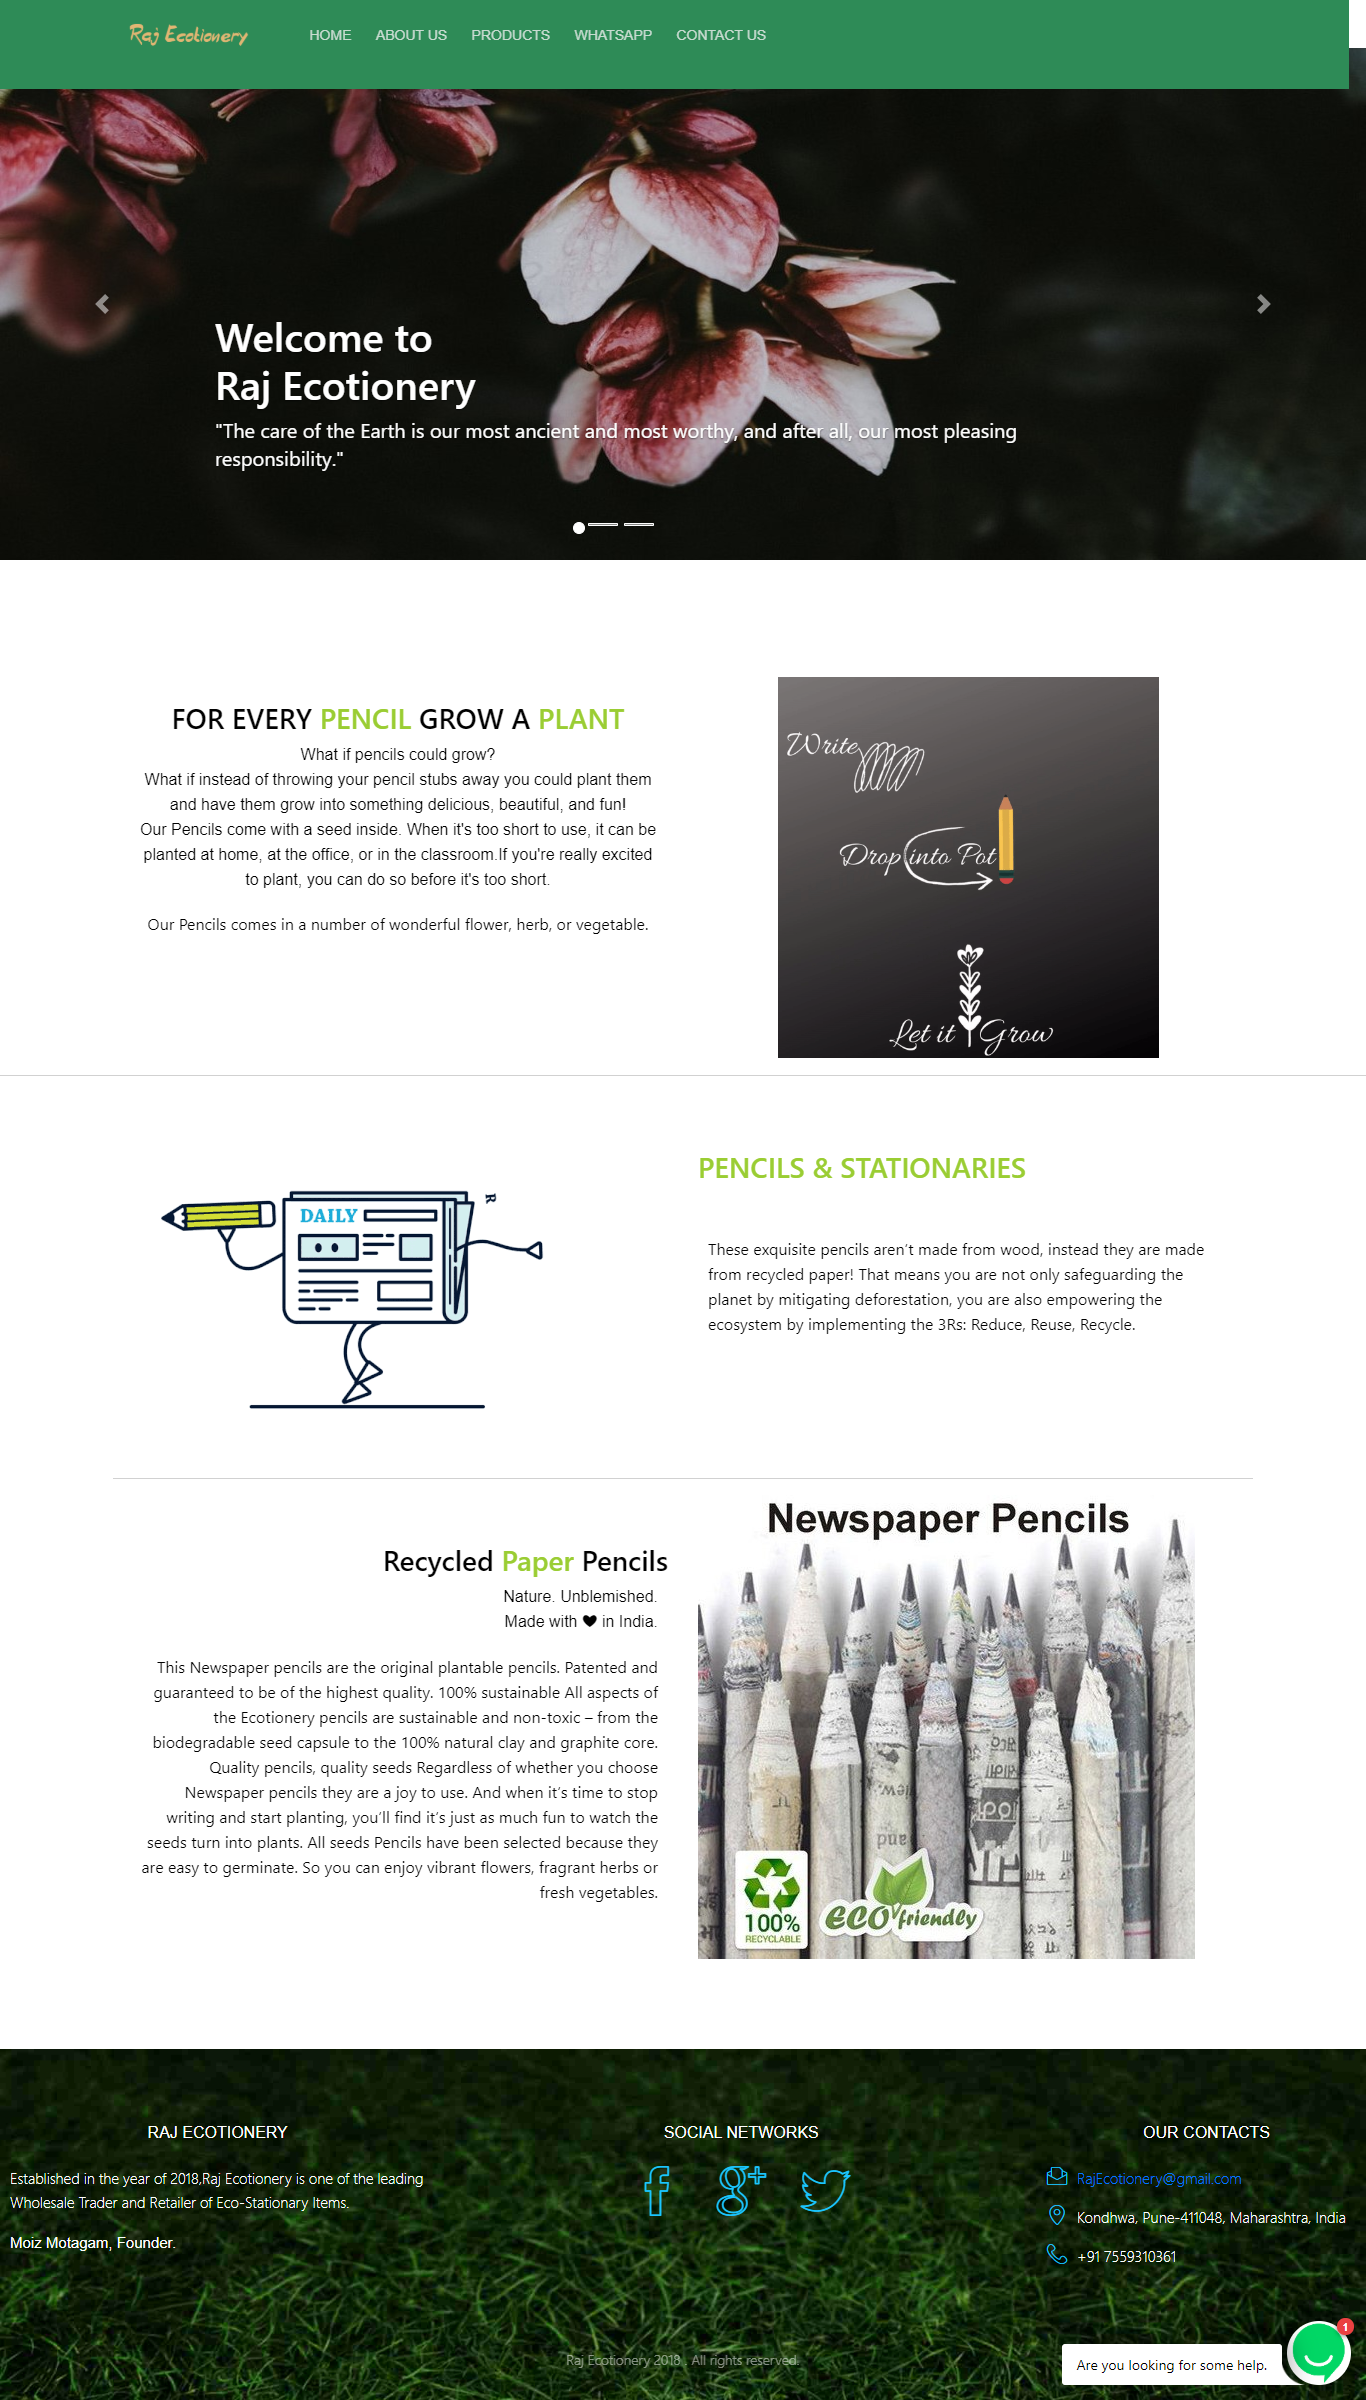 Raj Ecotionery
HOME ABOUT US PRODUCTS WHATSAPP CONTACT US
Welcome to
Raj Ecotionery
"The care of the Earth is our most ancient and most worthy, and after all, our most pleasing
responsibility."
FOR EVERY PENCIL GROW A PLANT
What if pencils could grow?
What if instead of throwing your pencil stubs away you could plant them
and have them grow into something delicious, beautiful, and fun!
Our Pencils come with a seed inside. When it's too short to use, it can be
planted at home, at the office, or in the classroom.If you're really excited
to plant, you can do so before it's too short.
Our Pencils comes in a number of wonderful flower, herb, or vegetable.
Write
Drop into Pot
Let it Grow
DAILY
R
PENCILS & STATIONARIES
These exquisite pencils aren't made from wood, instead they are made
from recycled paper! That means you are not only safeguarding the
planet by mitigating deforestation, you are also empowering the
ecosystem by implementing the 3Rs: Reduce, Reuse, Recycle.
Recycled Paper Pencils
Nature. Unblemished.
Made with ❤ in India.
This Newspaper pencils are the original plantable pencils. Patented and
guaranteed to be of the highest quality. 100% sustainable All aspects of
the Ecotionery pencils are sustainable and non-toxic – from the
biodegradable seed capsule to the 100% natural clay and graphite core.
Quality pencils, quality seeds Regardless of whether you choose
Newspaper pencils they are a joy to use. And when it's time to stop
writing and start planting, you'll find it's just as much fun to watch the
seeds turn into plants. All seeds Pencils have been selected because they
are easy to germinate. So you can enjoy vibrant flowers, fragrant herbs or
fresh vegetables.
Newspaper Pencils
100%
RECYCLABLE
ECO friendly
RAJ ECOTIONERY
Established in the year of 2018,Raj Ecotionery is one of the leading
Wholesale Trader and Retailer of Eco-Stationary Items.
Moiz Motagam, Founder.
SOCIAL NETWORKS
OUR CONTACTS
RajEcotionery@gmail.com
Kondhwa, Pune-411048, Maharashtra, India
+91 7559310361
Raj Ecotionery 2018 . All rights reserved.
Are you looking for some help.
1